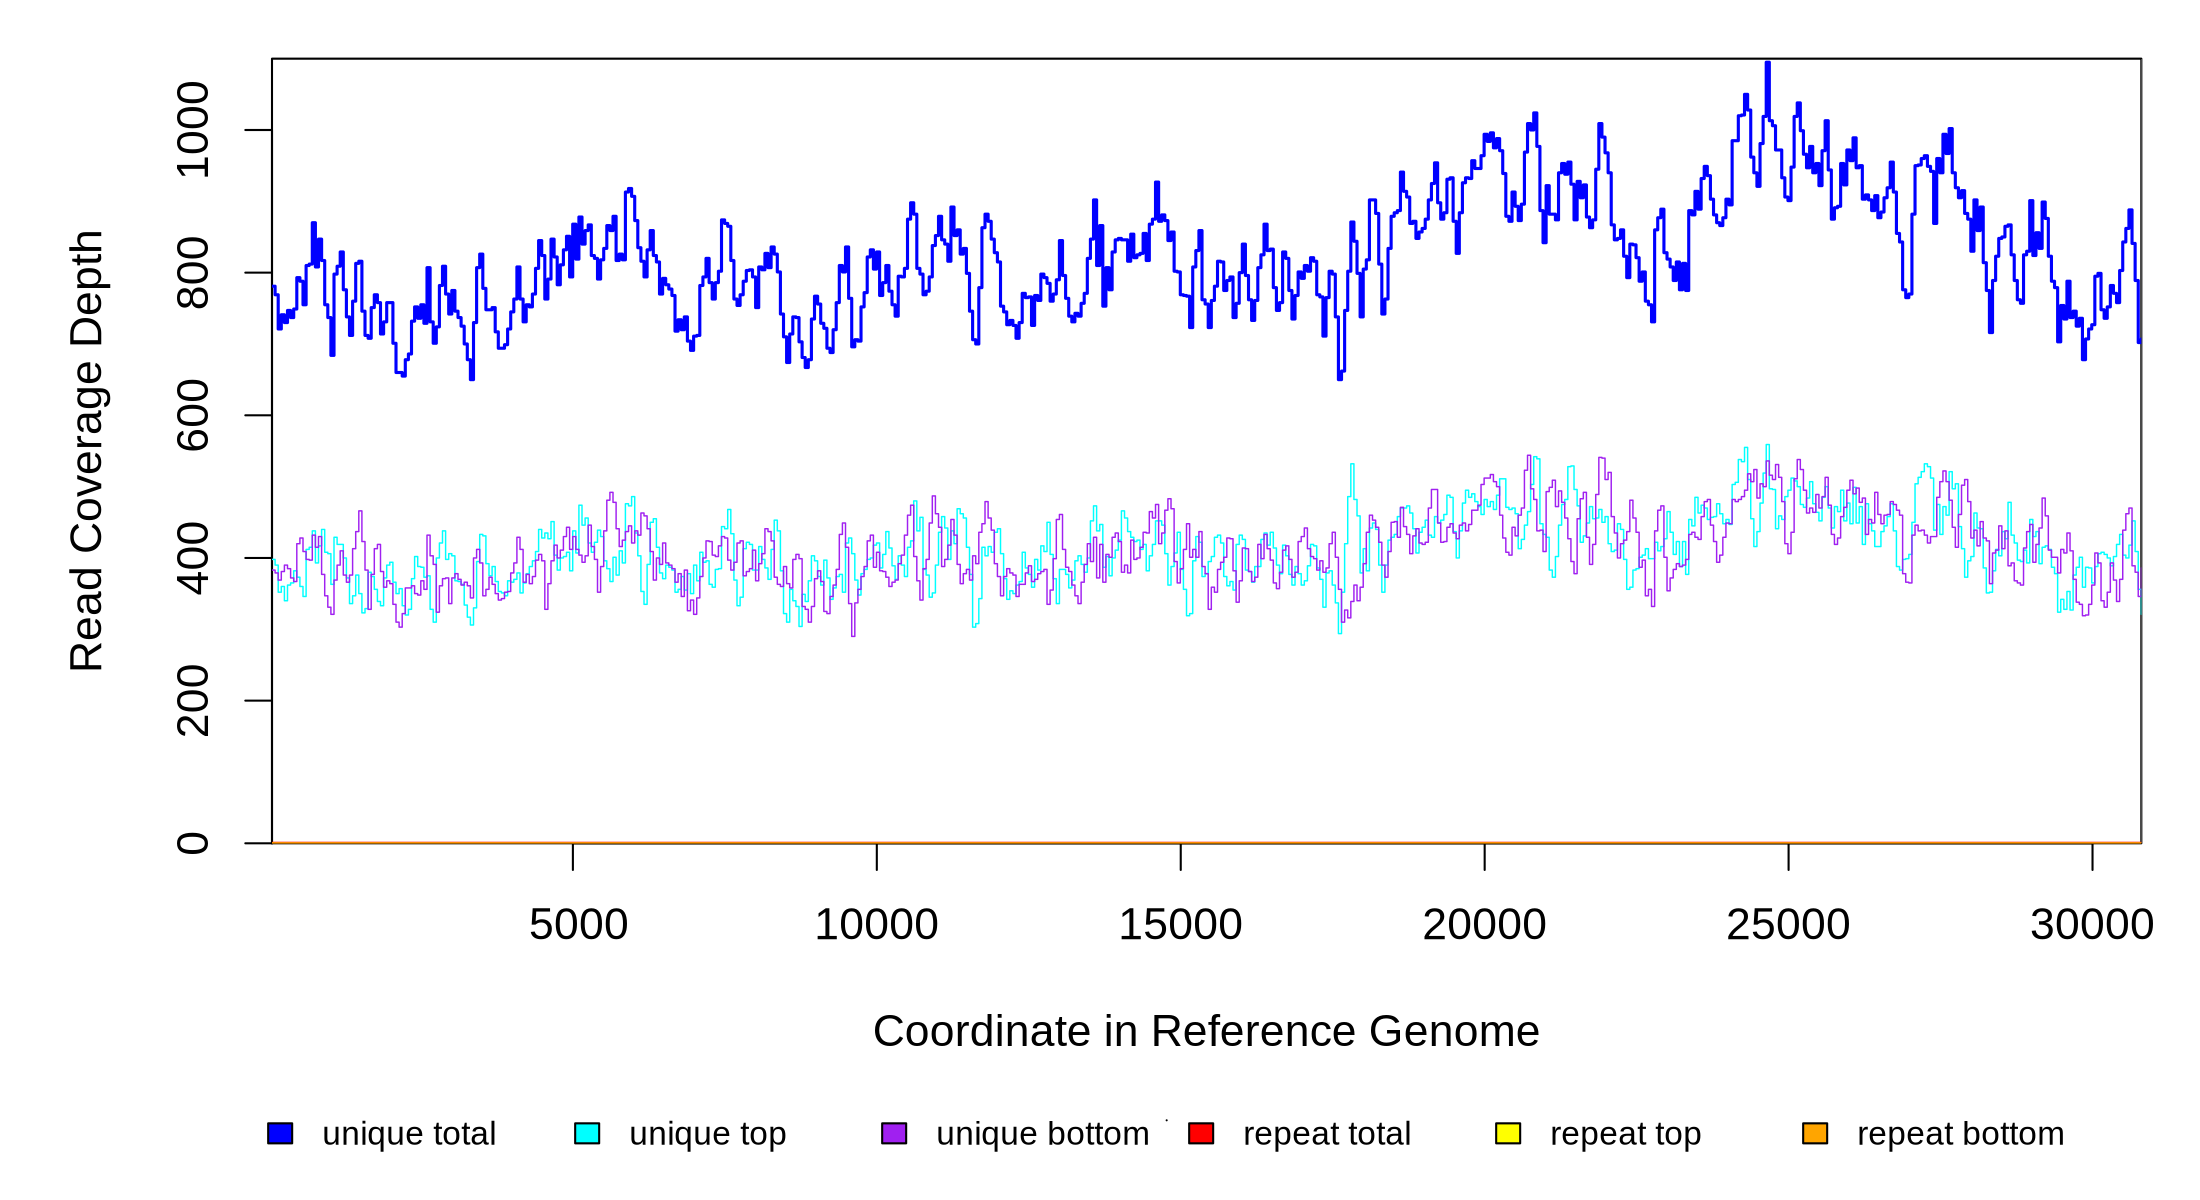 Read Coverage Depth
1000
800
600
400
200
0
5000 10000 15000 20000 25000 30000
Coordinate in Reference Genome
unique total unique top unique bottom repeat total repeat top repeat bottom